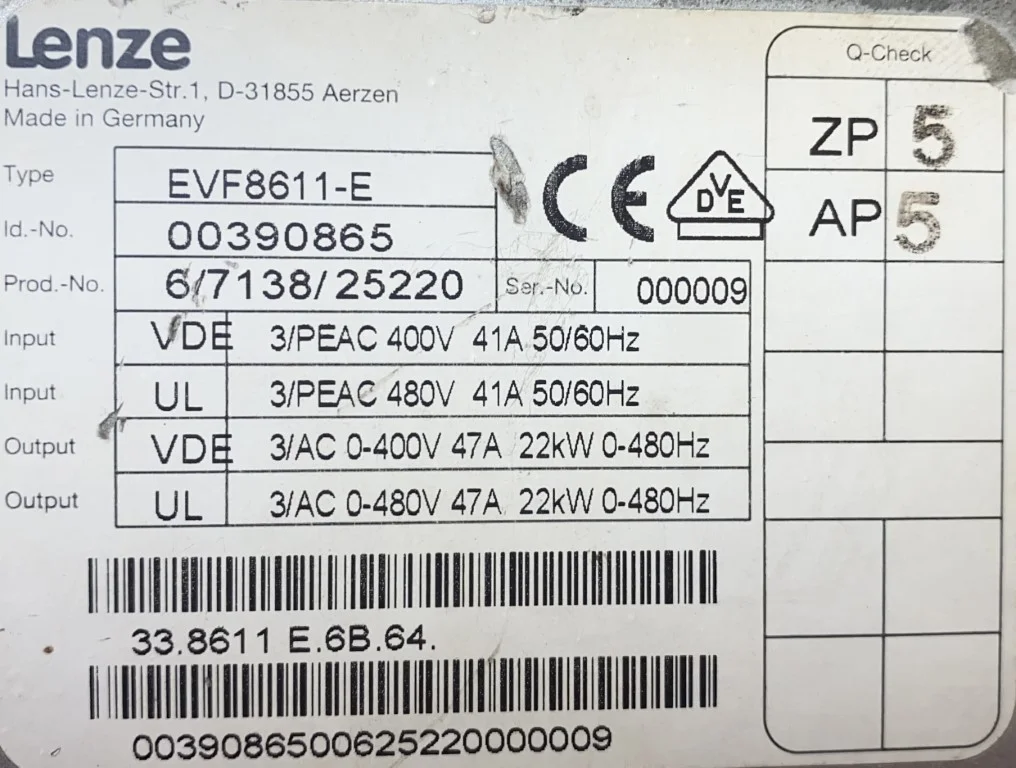 Lenze
Hans-Lenze-Str.1, D-31855 Aerzen
Made in Germany
Q-Check
ZP 5
AP 5
Type EVF8611-E
CE DVE
Id.-No. 00390865
Prod.-No. 6/7138/25220 Ser.-No. 000009
Input VDE 3/PEAC 400V 41A 50/60Hz
Input UL 3/PEAC 480V 41A 50/60Hz
Output VDE 3/AC 0-400V 47A 22kW 0-480Hz
Output UL 3/AC 0-480V 47A 22kW 0-480Hz
33.8611 E.6B.64.
0039086500625220000009